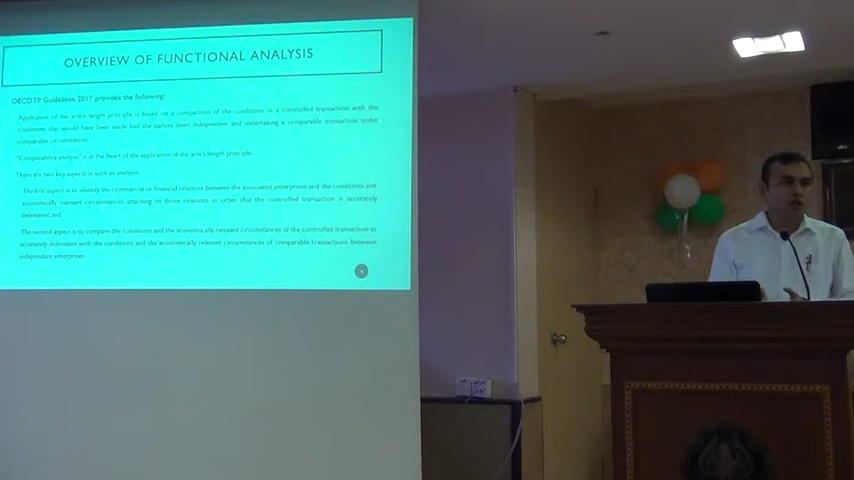 OVERVIEW OF FUNCTIONAL ANALYSIS
OECD TP Guidelines, 2017 provides the following:
Application of the arm's length principle is based on a comparison of the conditions in a controlled transaction with the
conditions that would have been made had the parties been independent and undertaking a comparable transaction under
comparable circumstances.
"Comparability analysis" is at the heart of the application of the arm's length principle.
There are two key aspects in such an analysis:
The first aspect is to identify the commercial or financial relations between the associated enterprises and the conditions and
economically relevant circumstances attaching to those relations in order that the controlled transaction is accurately
delineated; and
The second aspect is to compare the conditions and the economically relevant circumstances of the controlled transaction as
accurately delineated with the conditions and the economically relevant circumstances of comparable transactions between
independent enterprises